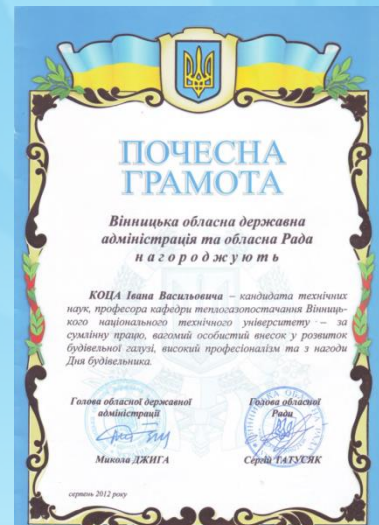 ПОЧЕСНА
ГРАМОТА
Вінницька обласна державна
адміністрація та обласна Рада
нагороджують
КОЦА Івана Васильовича – кандидата технічних
наук, професора кафедри теплогазопостачання Вінниць-
кого національного технічного університету – за
сумлінну працю, вагомий особистий внесок у розвиток
будівельної галузі, високий професіоналізм та з нагоди
Дня будівельника.
Голова обласної державної
адміністрації
Голова обласної
Ради
Микола ДЖИГА
Сергій ТАТУСЯК
серпень 2012 року